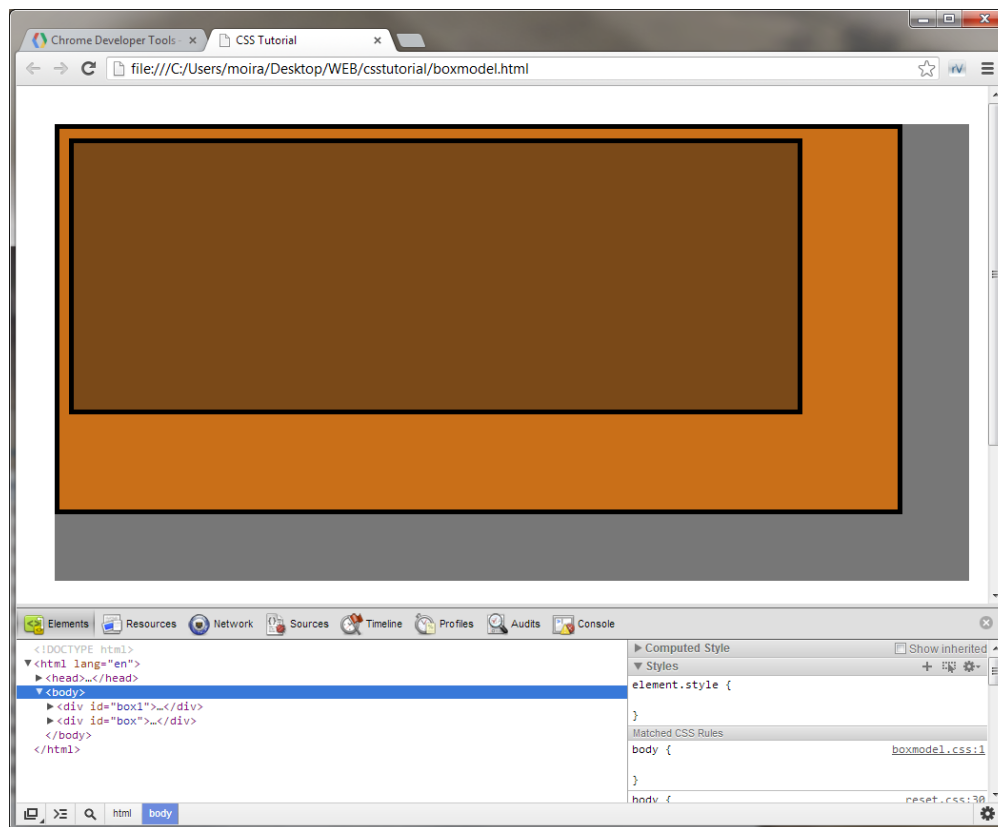 Chrome Developer Tools - × CSS Tutorial ×
file:///C:/Users/moira/Desktop/WEB/csstutorial/boxmodel.html rV
Elements Resources Network Sources Timeline Profiles Audits Console
<!DOCTYPE html>
▼<html lang="en">
▶<head>…</head>
▼<body>
▶<div id="box1">…</div>
▶<div id="box">…</div>
</body>
</html>
▶ Computed Style Show inherited
▼ Styles
element.style {
}
Matched CSS Rules
body { boxmodel.css:1
}
body { reset.css:30
html body